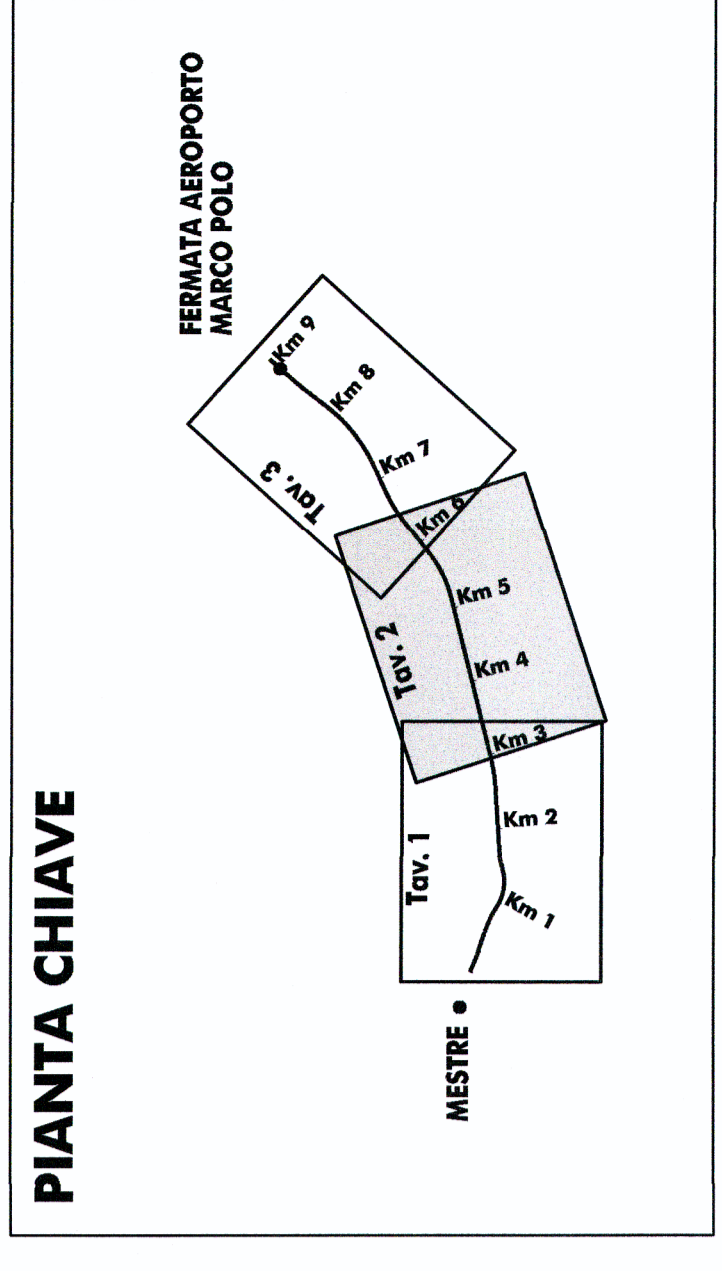 PIANTA CHIAVE
FERMATA AEROPORTO
MARCO POLO
MESTRE
Tav. 1
Tav. 2
Tav. 3
Km 1
Km 2
Km 3
Km 4
Km 5
Km 6
Km 7
Km 8
Km 9